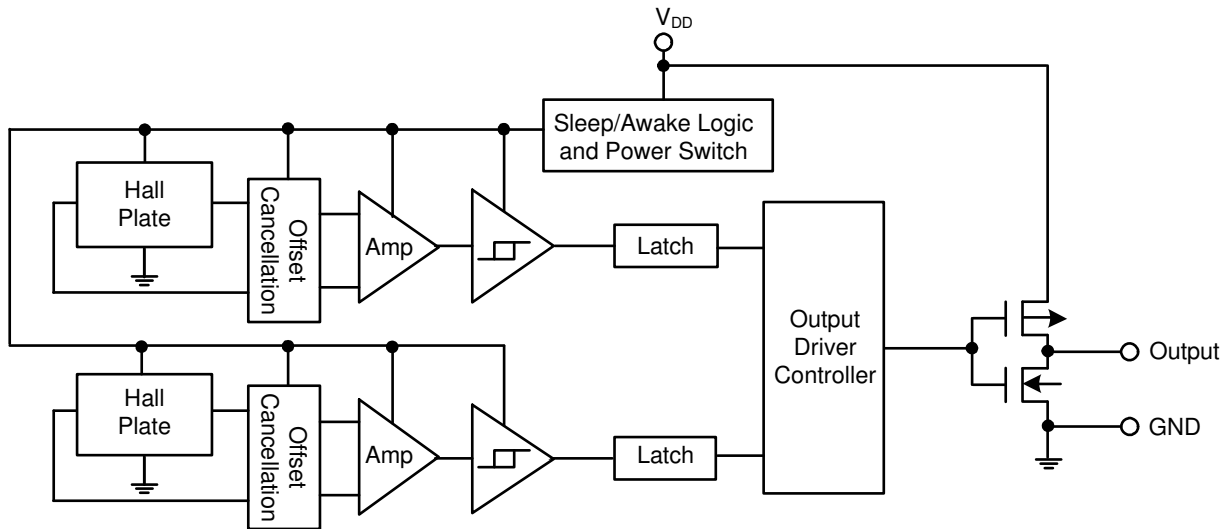 VDD
Sleep/Awake Logic
and Power Switch
Hall
Plate
Offset
Cancellation
Amp
Latch
Output
Driver
Controller
Output
GND
Hall
Plate
Offset
Cancellation
Amp
Latch